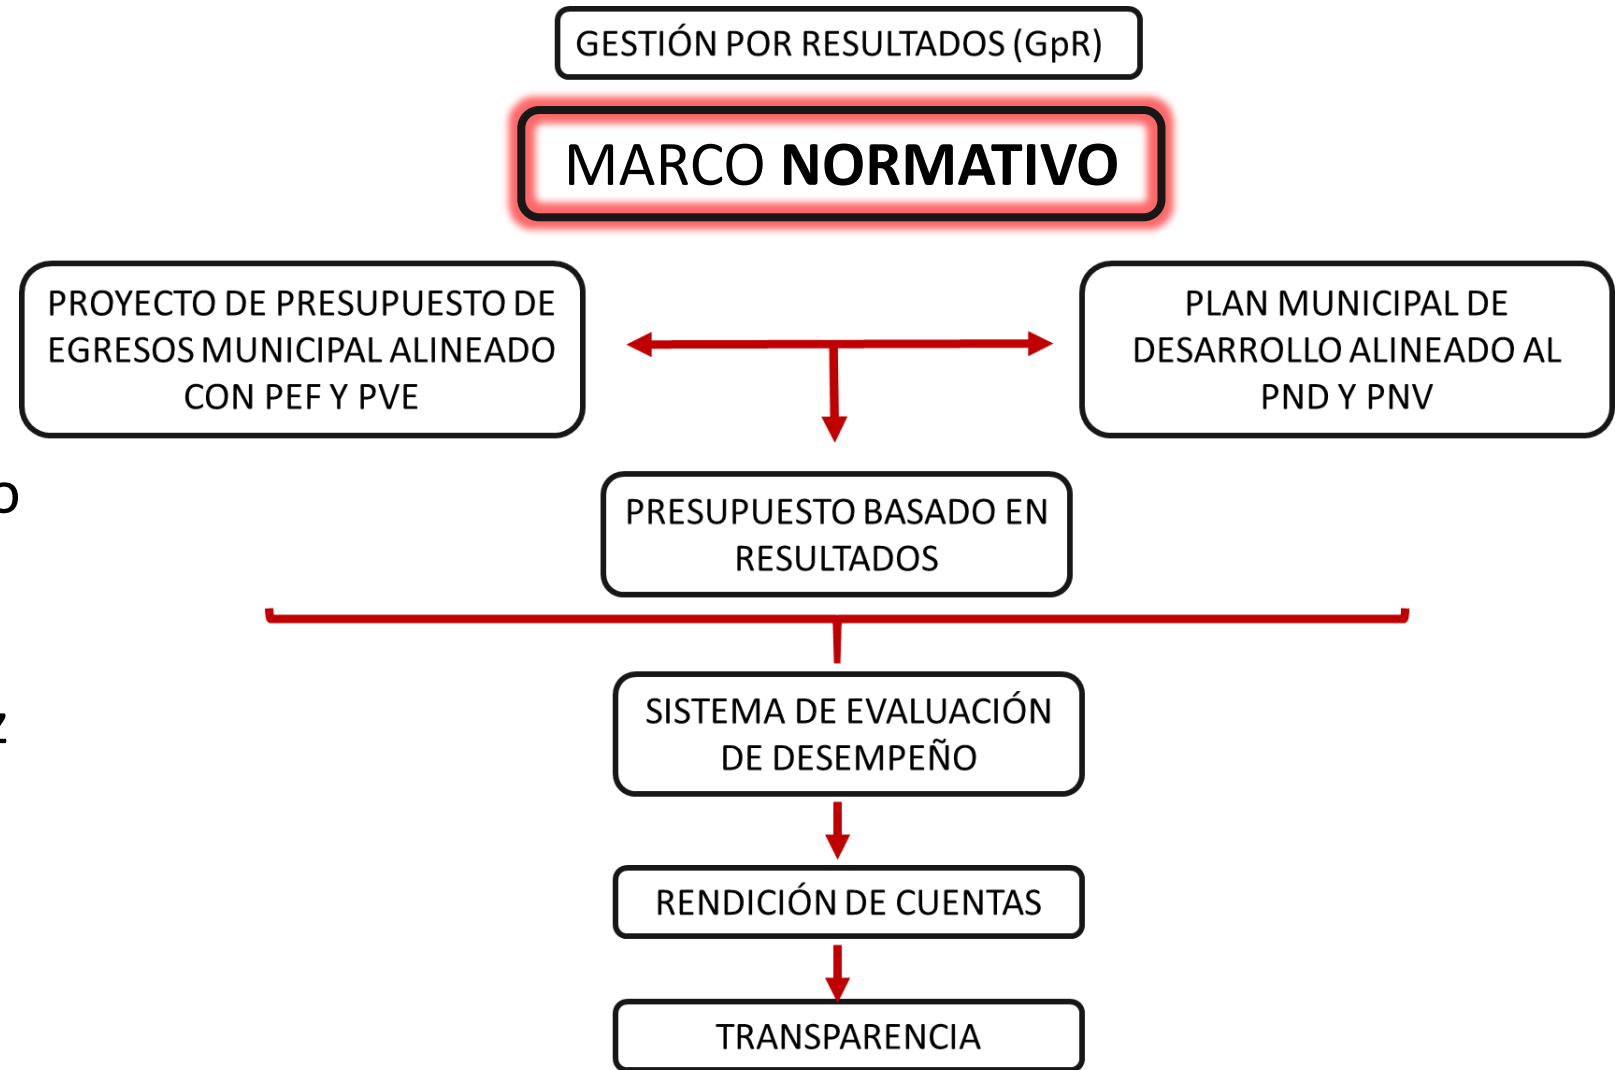 GESTIÓN POR RESULTADOS (GpR)
MARCO NORMATIVO
PROYECTO DE PRESUPUESTO DE
EGRESOS MUNICIPAL ALINEADO
CON PEF Y PVE
PLAN MUNICIPAL DE
DESARROLLO ALINEADO AL
PND Y PNV
o
PRESUPUESTO BASADO EN
RESULTADOS
z
SISTEMA DE EVALUACIÓN
DE DESEMPEÑO
RENDICIÓN DE CUENTAS
TRANSPARENCIA